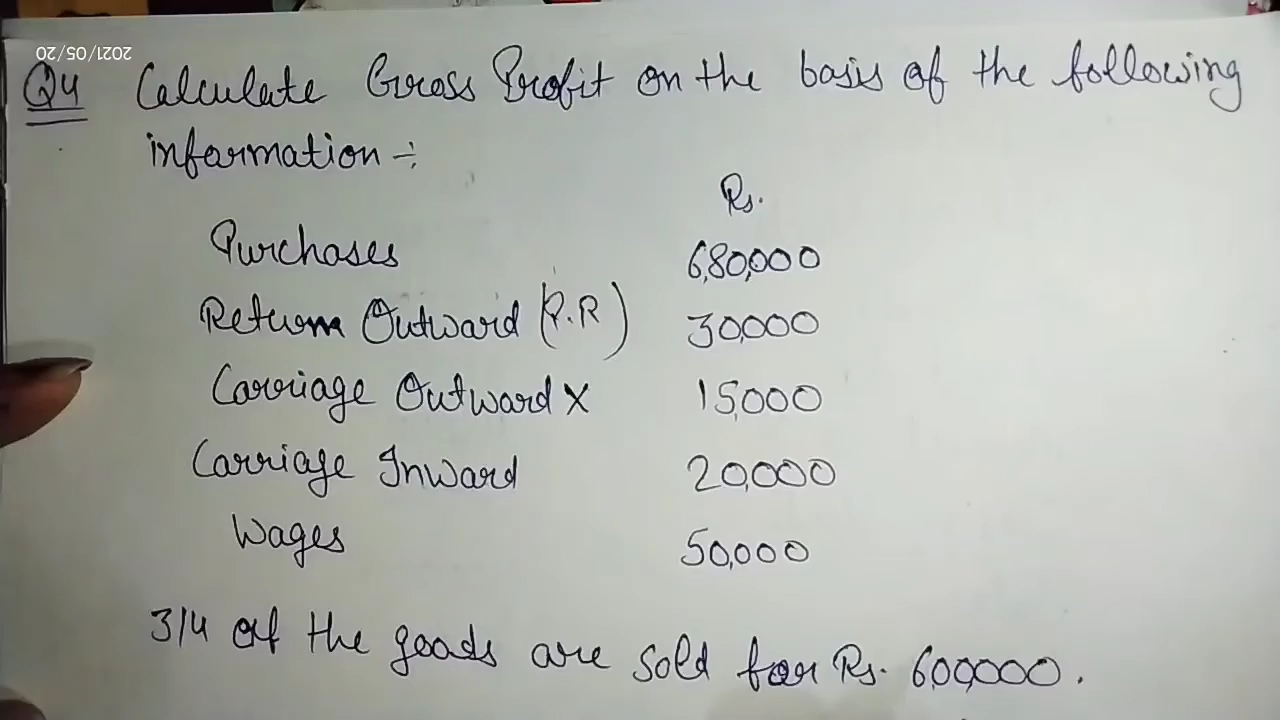 2021/05/20
Q4 Calculate Gross Profit on the basis of the following
information :-
Rs.
Purchases 6,80,000
Return Outward (P.R) 30,000
Carriage Outward X 15,000
Carriage Inward 20,000
Wages 50,000
3/4 of the goods are sold for Rs. 6,00,000.